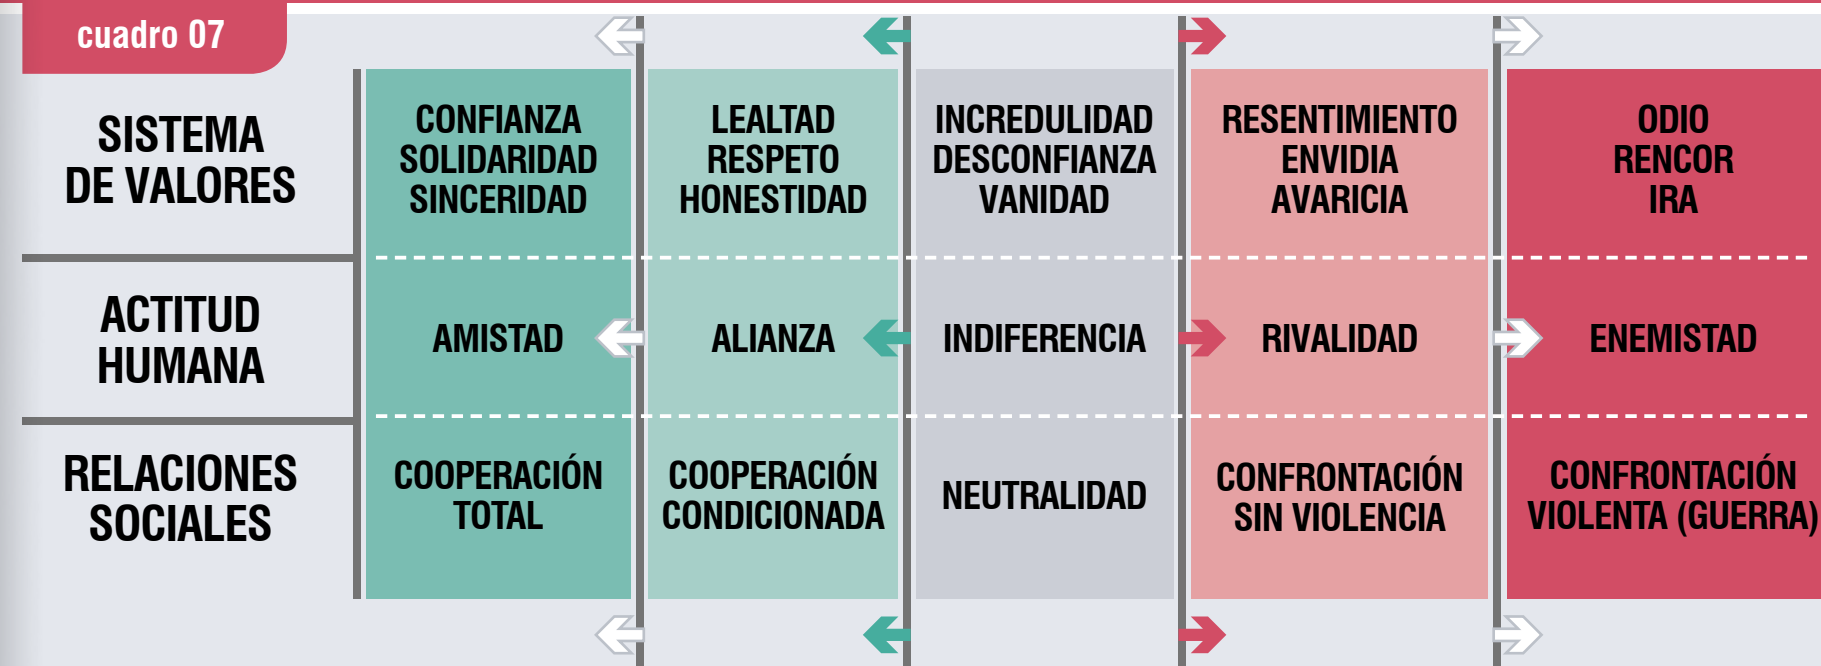 cuadro 07
SISTEMA
DE VALORES
CONFIANZA
SOLIDARIDAD
SINCERIDAD
LEALTAD
RESPETO
HONESTIDAD
INCREDULIDAD
DESCONFIANZA
VANIDAD
RESENTIMIENTO
ENVIDIA
AVARICIA
ODIO
RENCOR
IRA
ACTITUD
HUMANA
AMISTAD
ALIANZA
INDIFERENCIA
RIVALIDAD
ENEMISTAD
RELACIONES
SOCIALES
COOPERACIÓN
TOTAL
COOPERACIÓN
CONDICIONADA
NEUTRALIDAD
CONFRONTACIÓN
SIN VIOLENCIA
CONFRONTACIÓN
VIOLENTA (GUERRA)